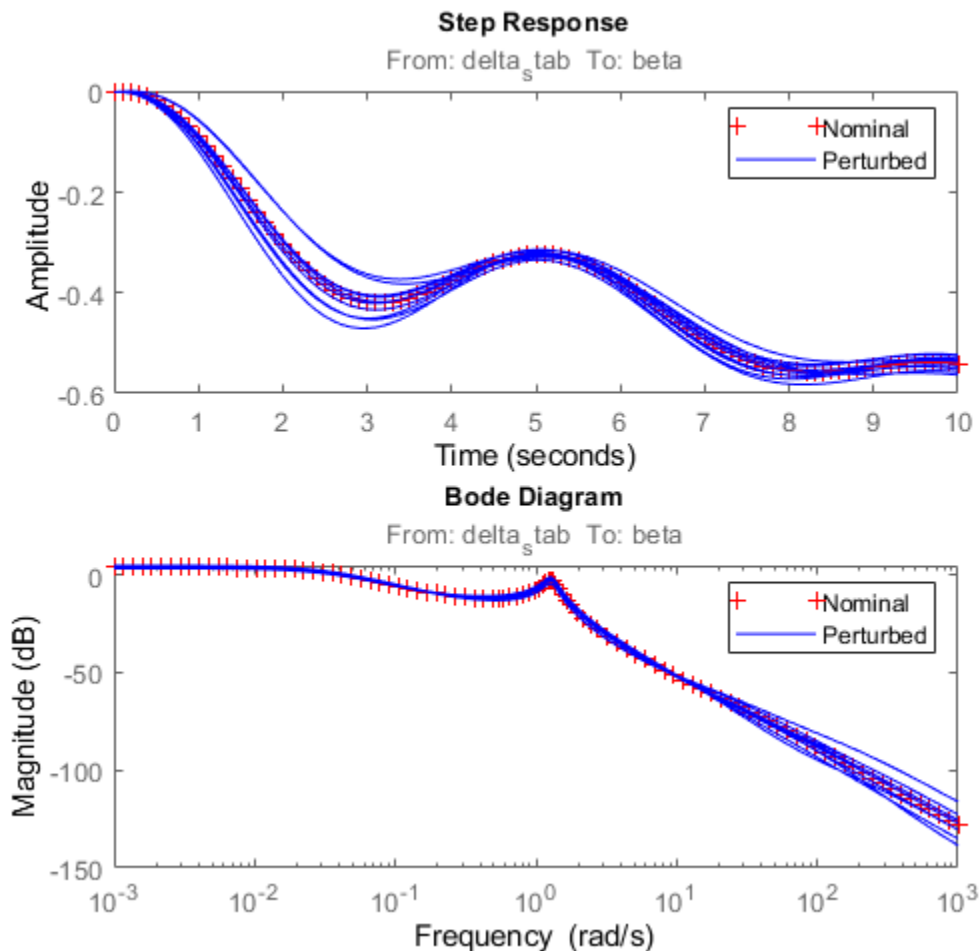 Step Response
From: delta_stab To: beta
0
-0.2
-0.4
-0.6
Amplitude
Nominal
Perturbed
0 1 2 3 4 5 6 7 8 9 10
Time (seconds)
Bode Diagram
From: delta_stab To: beta
0
-50
-100
-150
Magnitude (dB)
Nominal
Perturbed
10^-3 10^-2 10^-1 10^0 10^1 10^2 10^3
Frequency (rad/s)